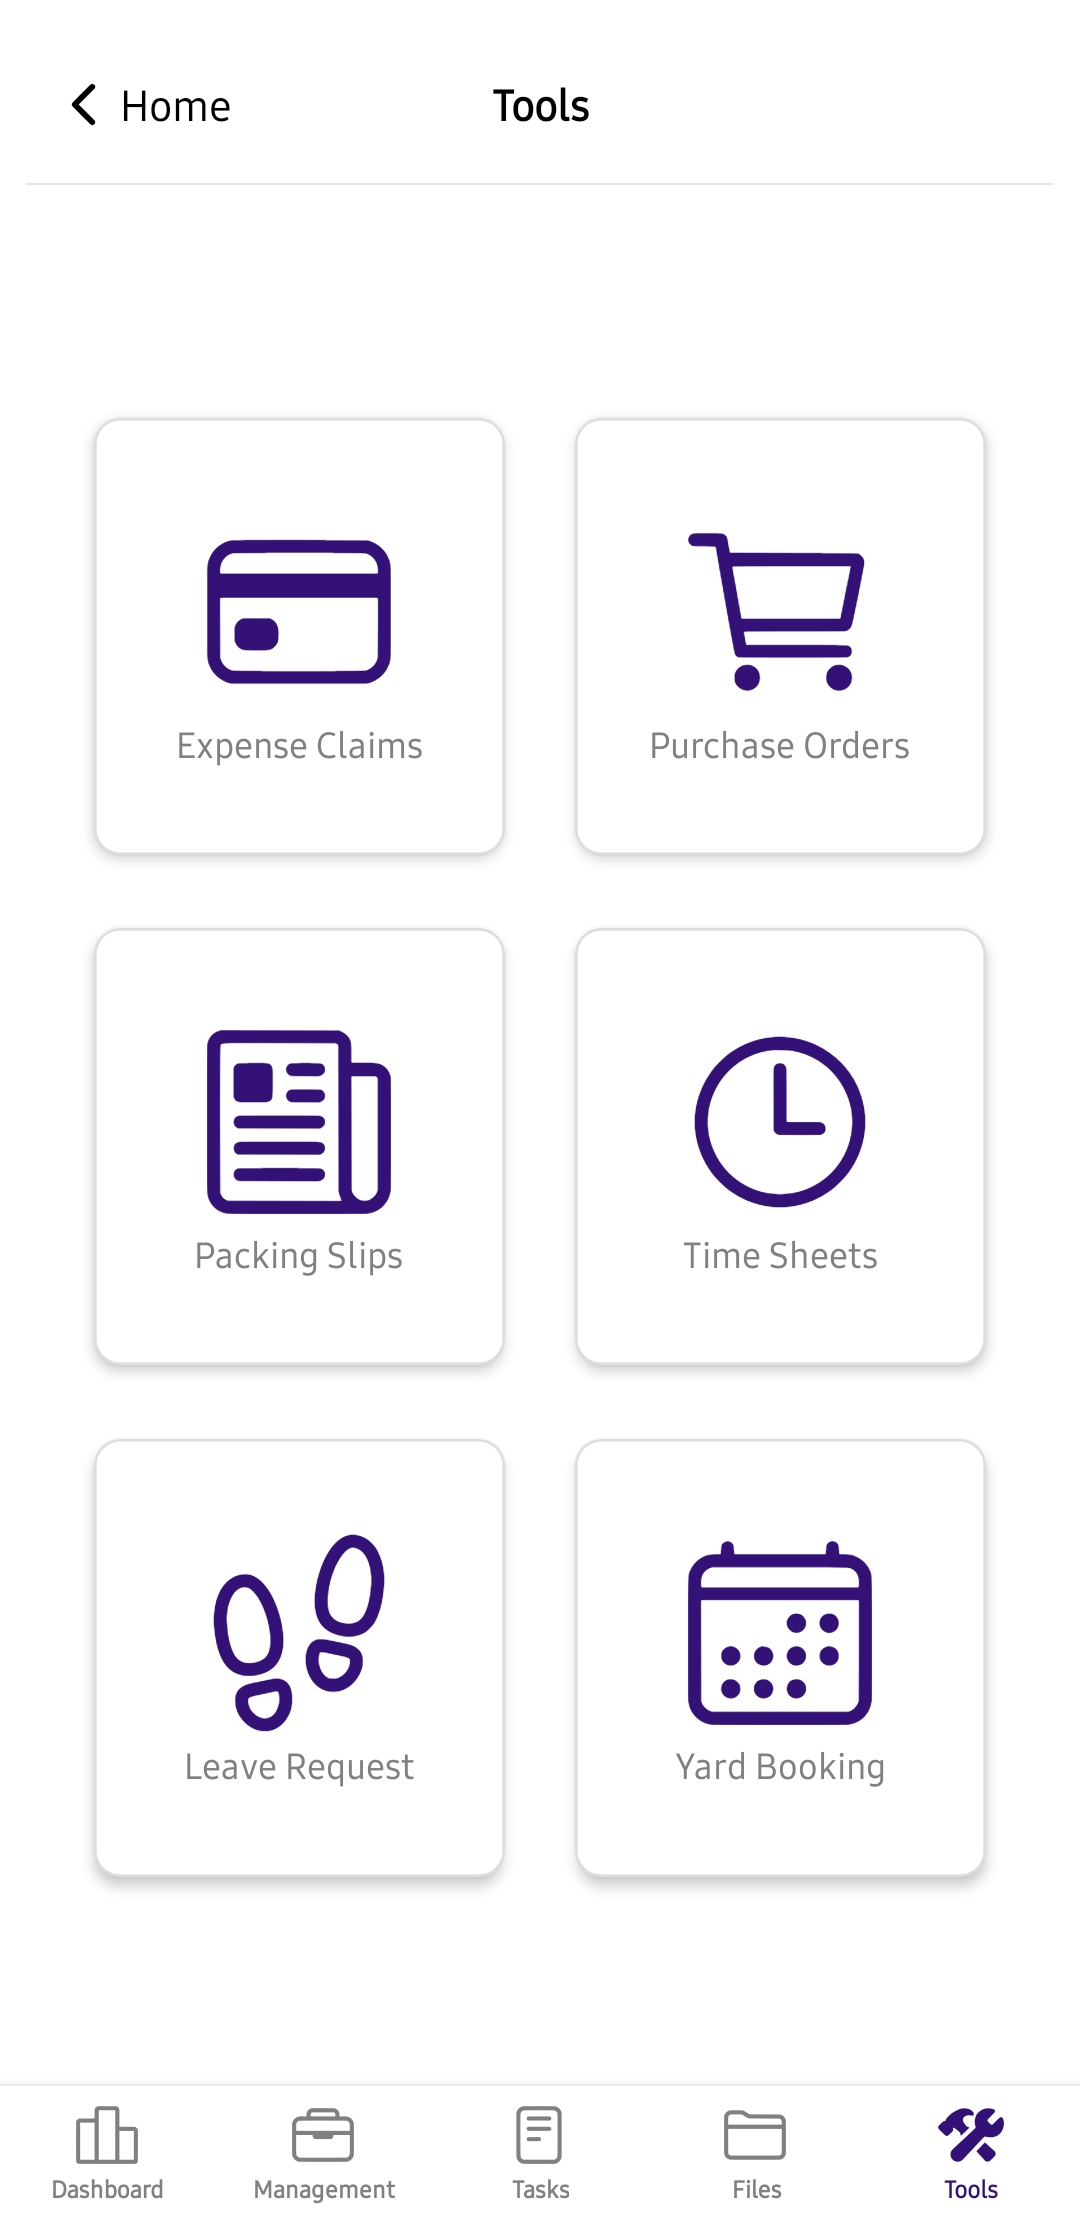 Home
Tools
Expense Claims
Purchase Orders
Packing Slips
Time Sheets
Leave Request
Yard Booking
Dashboard
Management
Tasks
Files
Tools